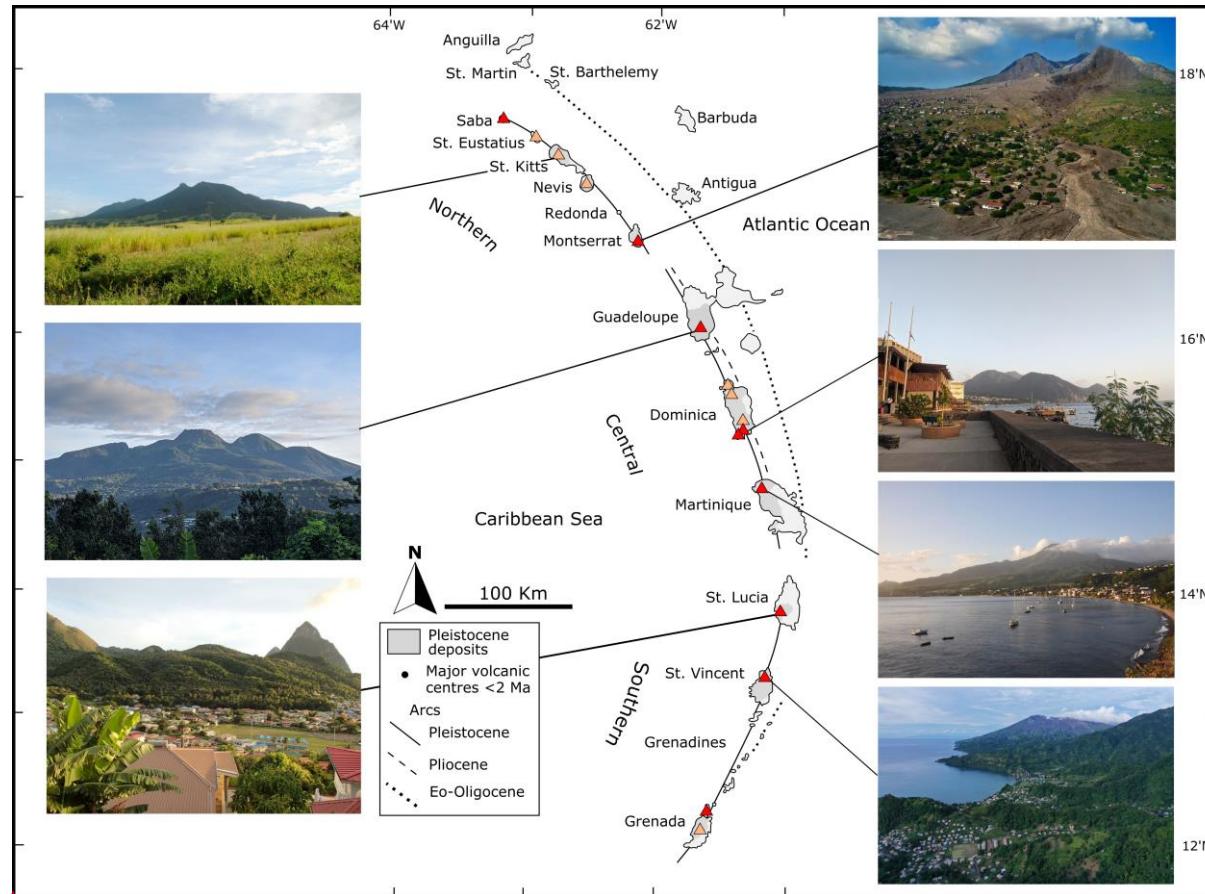 64°W
62°W
Anguilla
St. Martin
St. Barthelemy
18'N
Saba
Barbuda
St. Eustatius
St. Kitts
Nevis
Antigua
Northern
Redonda
Atlantic Ocean
Montserrat
Guadeloupe
16'N
Dominica
Central
Martinique
Caribbean Sea
N
100 Km
St. Lucia
14'N
Pleistocene
deposits
Major volcanic
centres <2 Ma
Arcs
Pleistocene
Pliocene
Eo-Oligocene
Southern
St. Vincent
Grenadines
Grenada
12'N